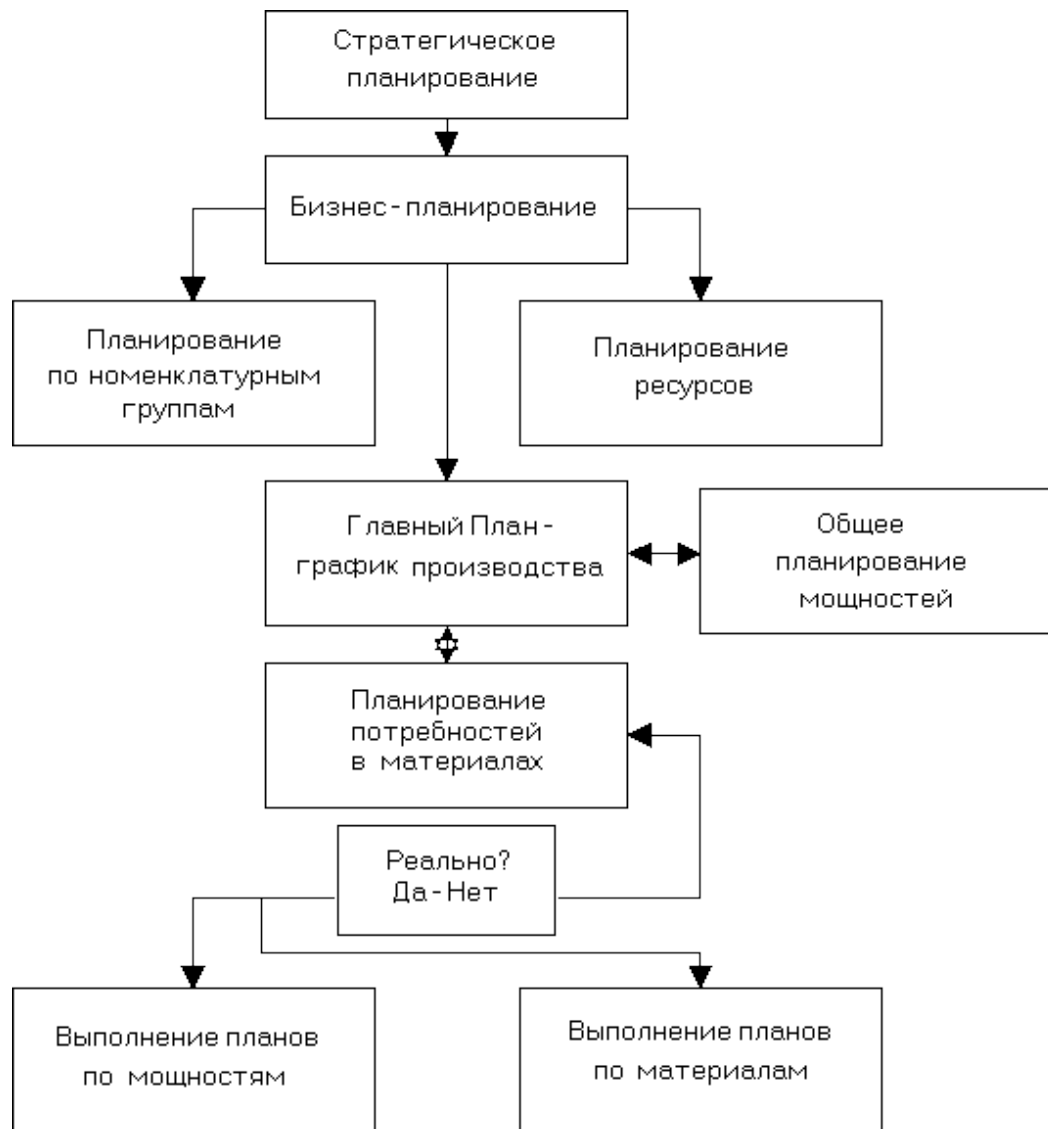 Стратегическое
планирование
Бизнес-планирование
Планирование
по номенклатурным
группам
Планирование
ресурсов
Главный План-
график производства
Общее
планирование
мощностей
Планирование
потребностей
в материалах
Реально?
Да-Нет
Выполнение планов
по мощностям
Выполнение планов
по материалам